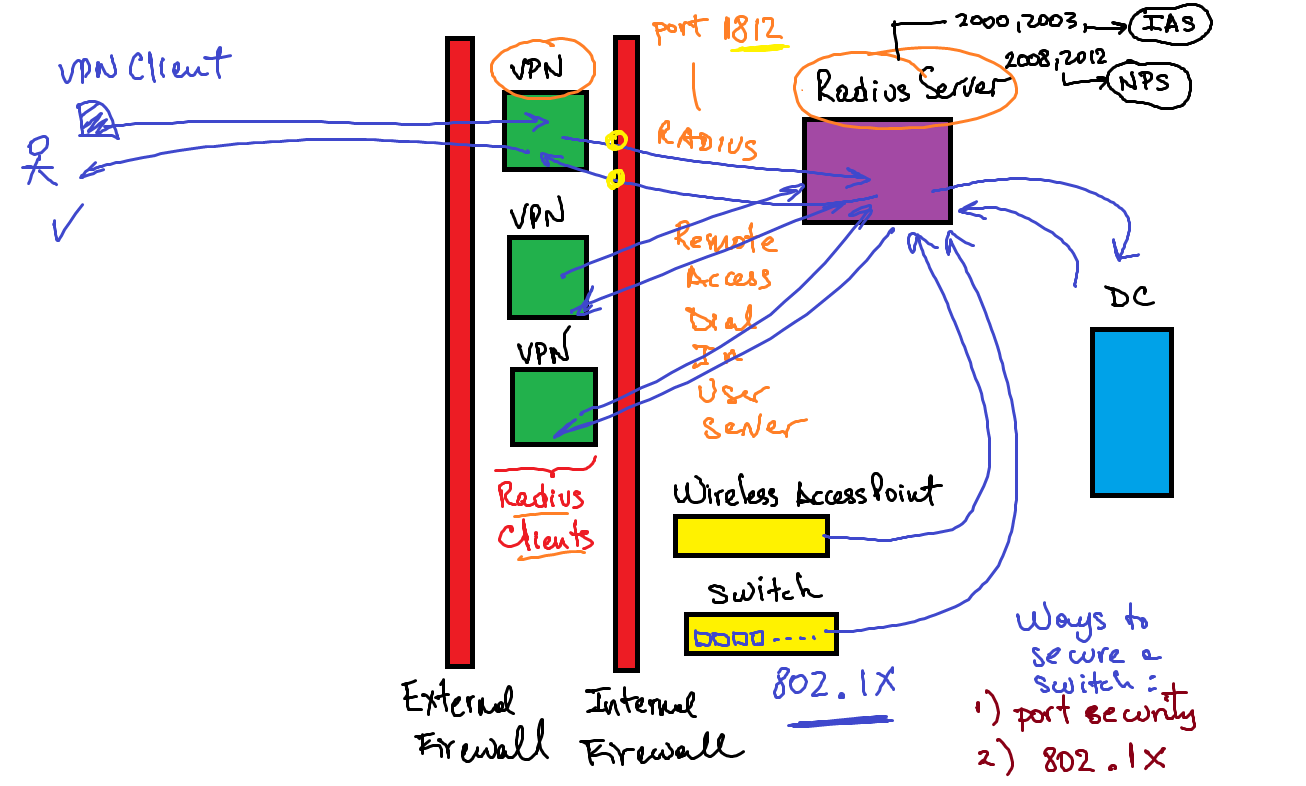 VPN Client
VPN
VPN
VPN
Radius
Clients
External
Firewall
Internal
Firewall
port 1812
RADIUS
Remote
Access
Dial
In
User
Server
Radius Server
2000, 2003,
IAS
2008, 2012
NPS
DC
Wireless Access Point
Switch
802.1X
Ways to
secure a
switch:
1) port security
2) 802.1X